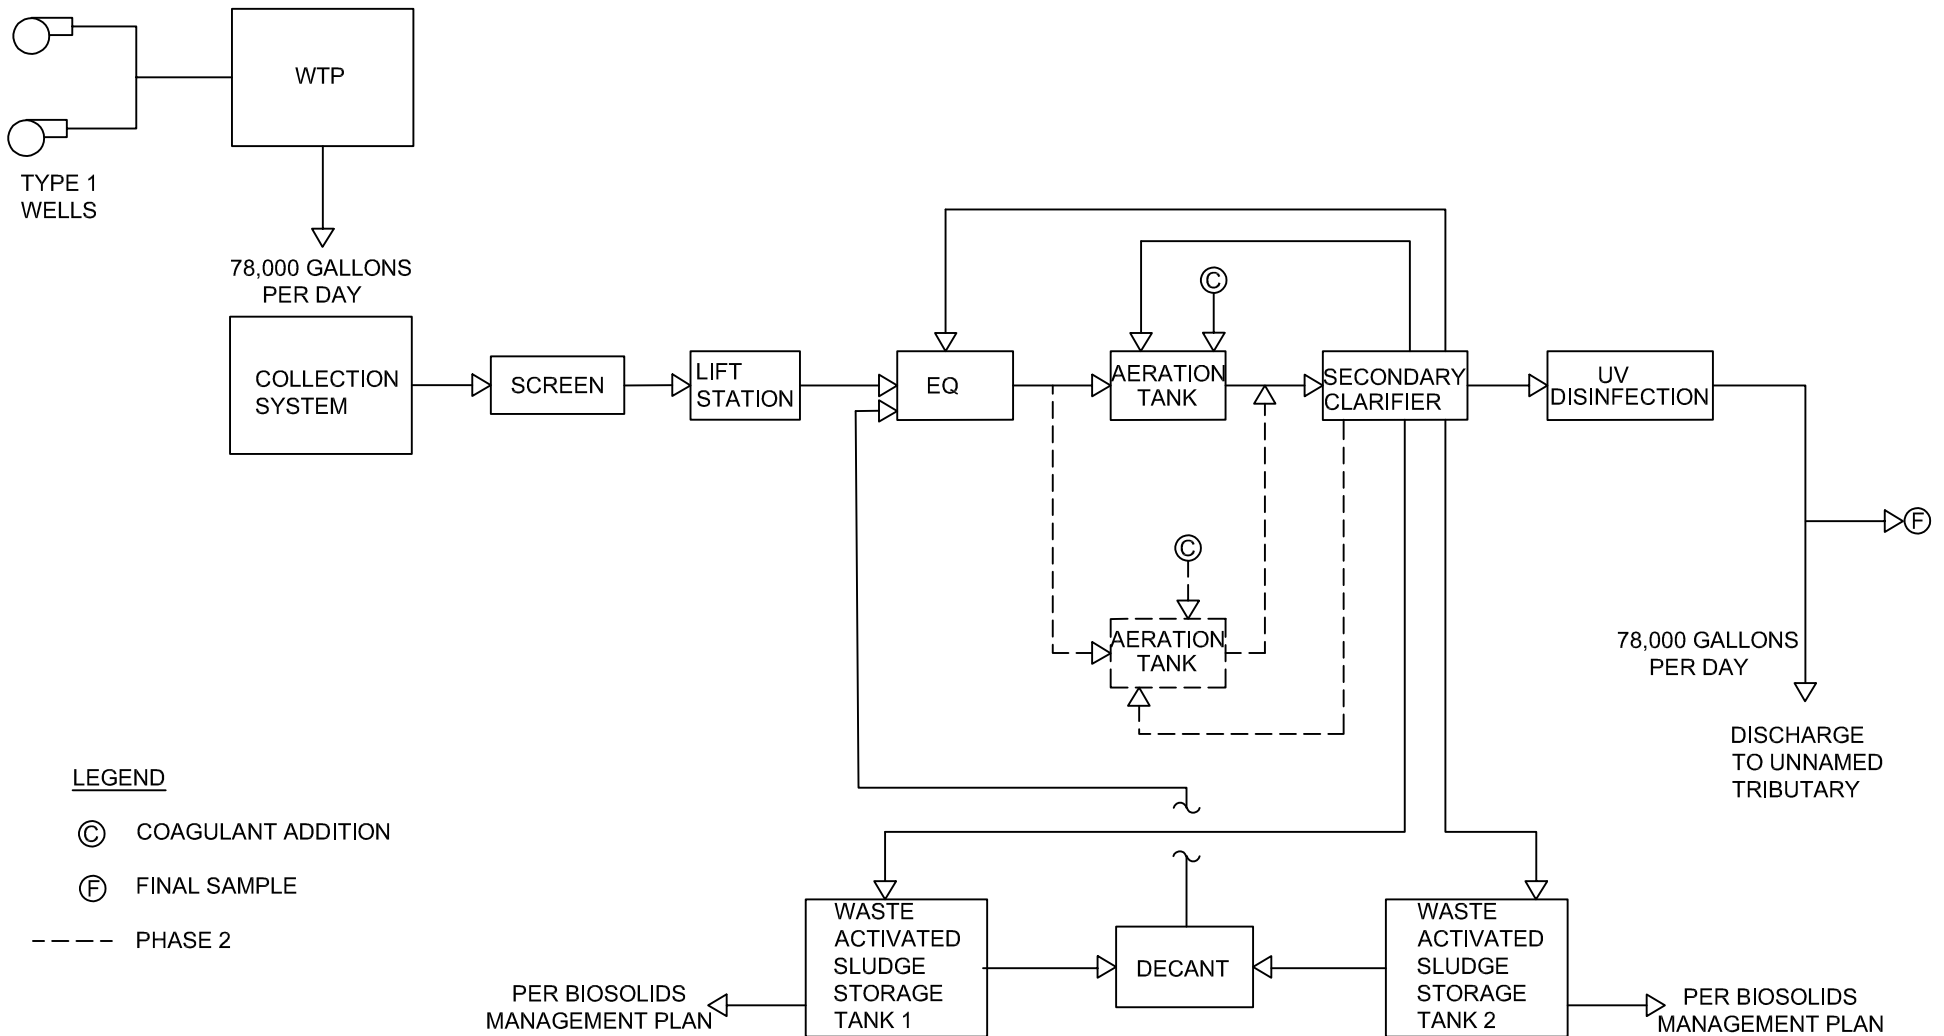 WTP
TYPE 1
WELLS
78,000 GALLONS
PER DAY
COLLECTION
SYSTEM
SCREEN
LIFT
STATION
EQ
C
AERATION
TANK
SECONDARY
CLARIFIER
UV
DISINFECTION
F
C
AERATION
TANK
78,000 GALLONS
PER DAY
DISCHARGE
TO UNNAMED
TRIBUTARY
LEGEND
C COAGULANT ADDITION
F FINAL SAMPLE
PHASE 2
WASTE
ACTIVATED
SLUDGE
STORAGE
TANK 1
DECANT
WASTE
ACTIVATED
SLUDGE
STORAGE
TANK 2
PER BIOSOLIDS
MANAGEMENT PLAN
PER BIOSOLIDS
MANAGEMENT PLAN